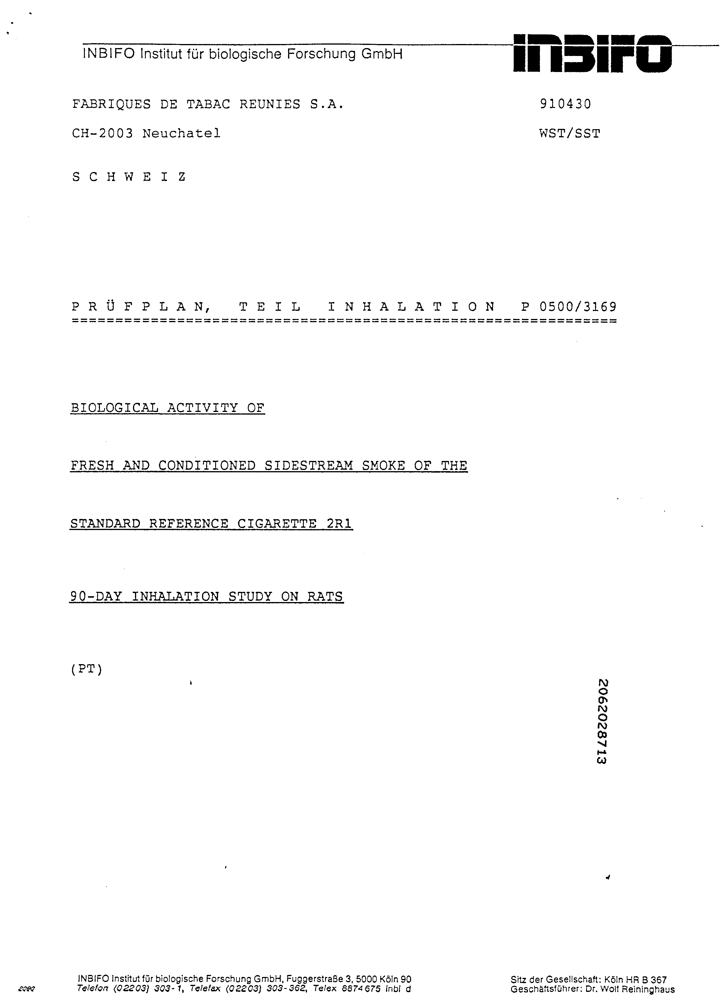 INBIFO Institut für biologische Forschung GmbH
INBIFO
FABRIQUES DE TABAC REUNIES S.A. 910430
CH-2003 Neuchatel WST/SST
S C H W E I Z
P R Ü F P L A N, T E I L I N H A L A T I O N P 0500/3169
BIOLOGICAL ACTIVITY OF
FRESH AND CONDITIONED SIDESTREAM SMOKE OF THE
STANDARD REFERENCE CIGARETTE 2R1
90-DAY INHALATION STUDY ON RATS
(PT)
2062028713
INBIFO Institut für biologische Forschung GmbH, Fuggerstraße 3, 5000 Köln 90
Telefon (02203) 303-1, Telefax (02203) 303-362, Telex 8874675 inbi d
Sitz der Gesellschaft: Köln HR B 367
Geschäftsführer: Dr. Wolf Reininghaus